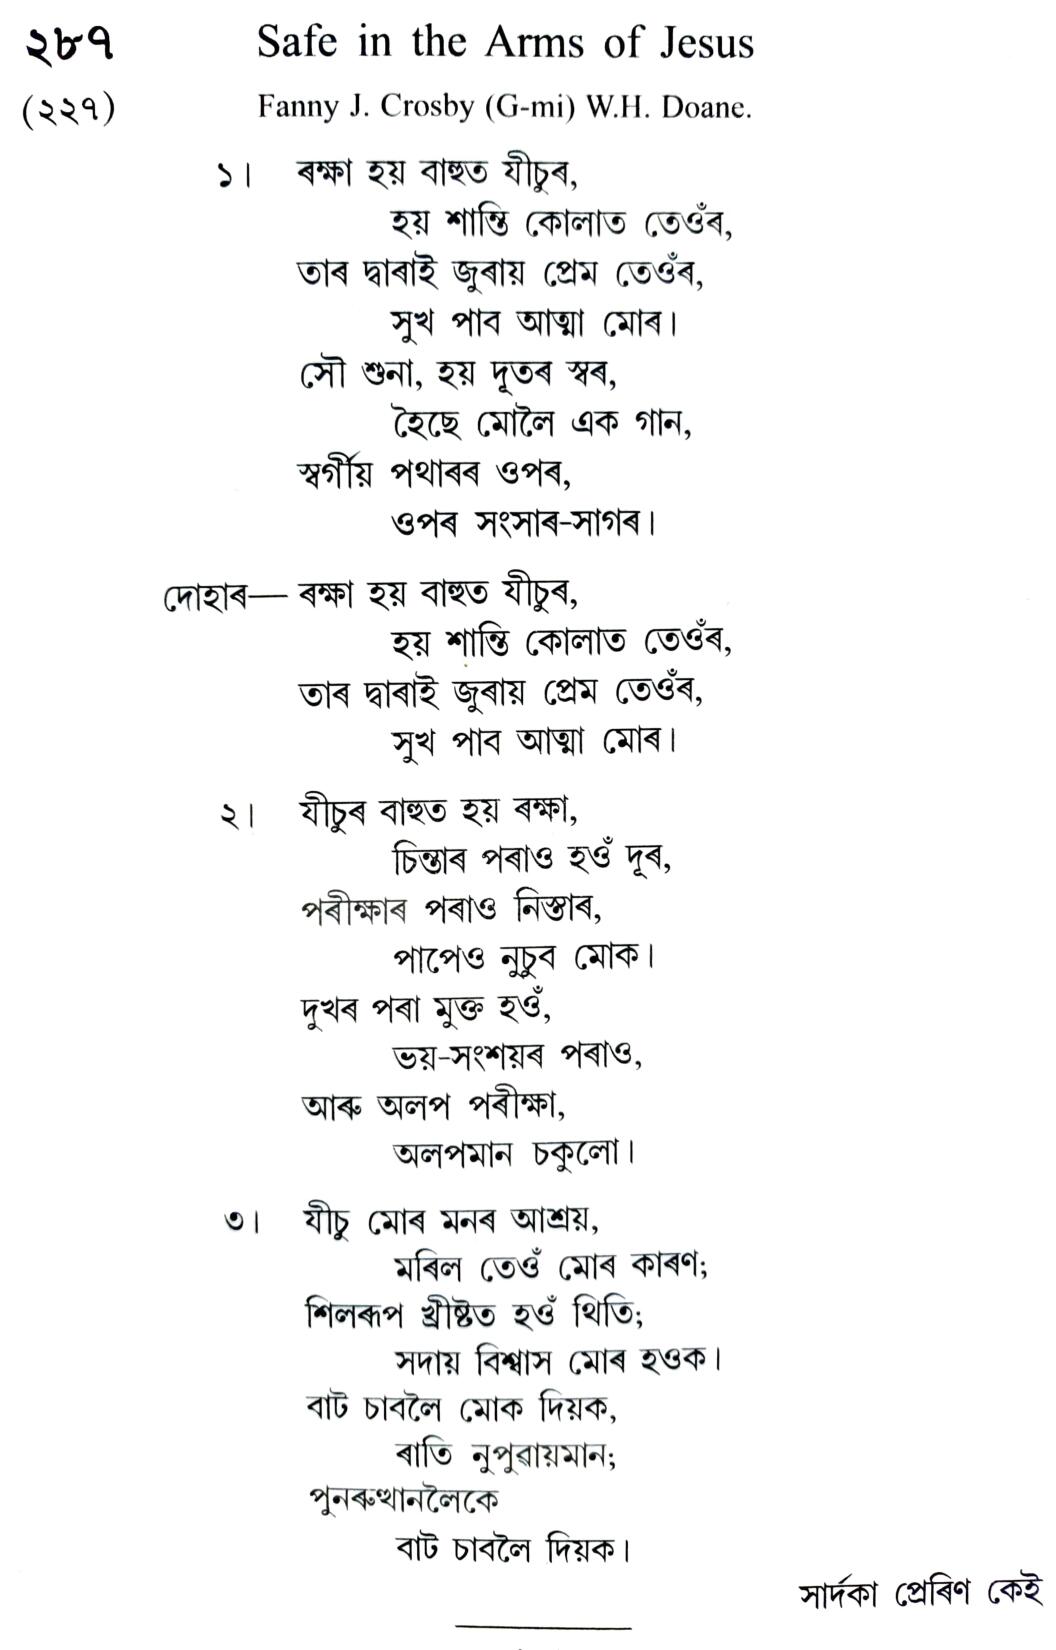 ২৮৭ Safe in the Arms of Jesus
(২২৭) Fanny J. Crosby (G-mi) W.H. Doane.
১। ৰক্ষা হয় বাহুত যীচুৰ,
হয় শান্তি কোলাত তেওঁৰ,
তাৰ দ্বাৰাই জুৰায় প্ৰেম তেওঁৰ,
সুখ পাব আত্মা মোৰ।
সৌ শুনা, হয় দূতৰ স্বৰ,
হৈছে মোলৈ এক গান,
স্বৰ্গীয় পথাৰৰ ওপৰ,
ওপৰ সংসাৰ-সাগৰ।
দোহাৰ— ৰক্ষা হয় বাহুত যীচুৰ,
হয় শান্তি কোলাত তেওঁৰ,
তাৰ দ্বাৰাই জুৰায় প্ৰেম তেওঁৰ,
সুখ পাব আত্মা মোৰ।
২। যীচুৰ বাহুত হয় ৰক্ষা,
চিন্তাৰ পৰাও হওঁ দূৰ,
পৰীক্ষাৰ পৰাও নিস্তাৰ,
পাপেও নুচুব মোক।
দুখৰ পৰা মুক্ত হওঁ,
ভয়-সংশয়ৰ পৰাও,
আৰু অলপ পৰীক্ষা,
অলপমান চকুলো।
৩। যীচু মোৰ মনৰ আশ্ৰয়,
মৰিল তেওঁ মোৰ কাৰণ;
শিলৰূপ খ্ৰীষ্টত হওঁ থিতি;
সদায় বিশ্বাস মোৰ হওক।
বাট চাবলৈ মোক দিয়ক,
ৰাতি নুপুৱায়মান;
পুনৰুত্থানলৈকে
বাট চাবলৈ দিয়ক।
সাৰ্দকা প্ৰেৰিণ কেই